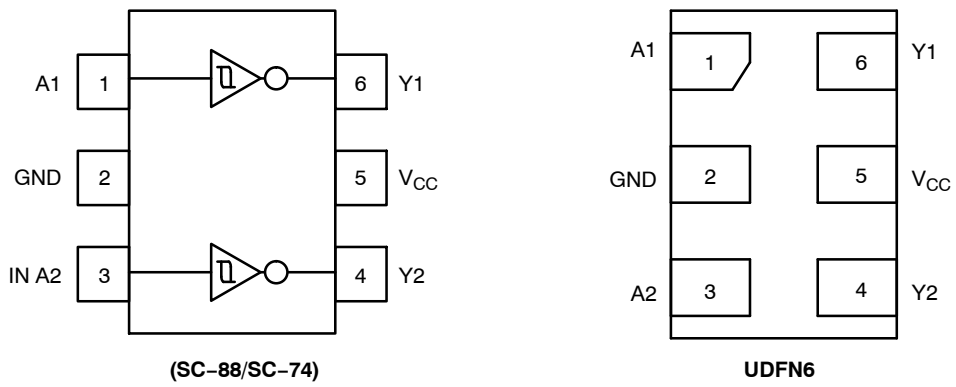 A1 1 6 Y1
GND 2 5 VCC
IN A2 3 4 Y2
(SC−88/SC−74)
A1 1 6 Y1
GND 2 5 VCC
A2 3 4 Y2
UDFN6